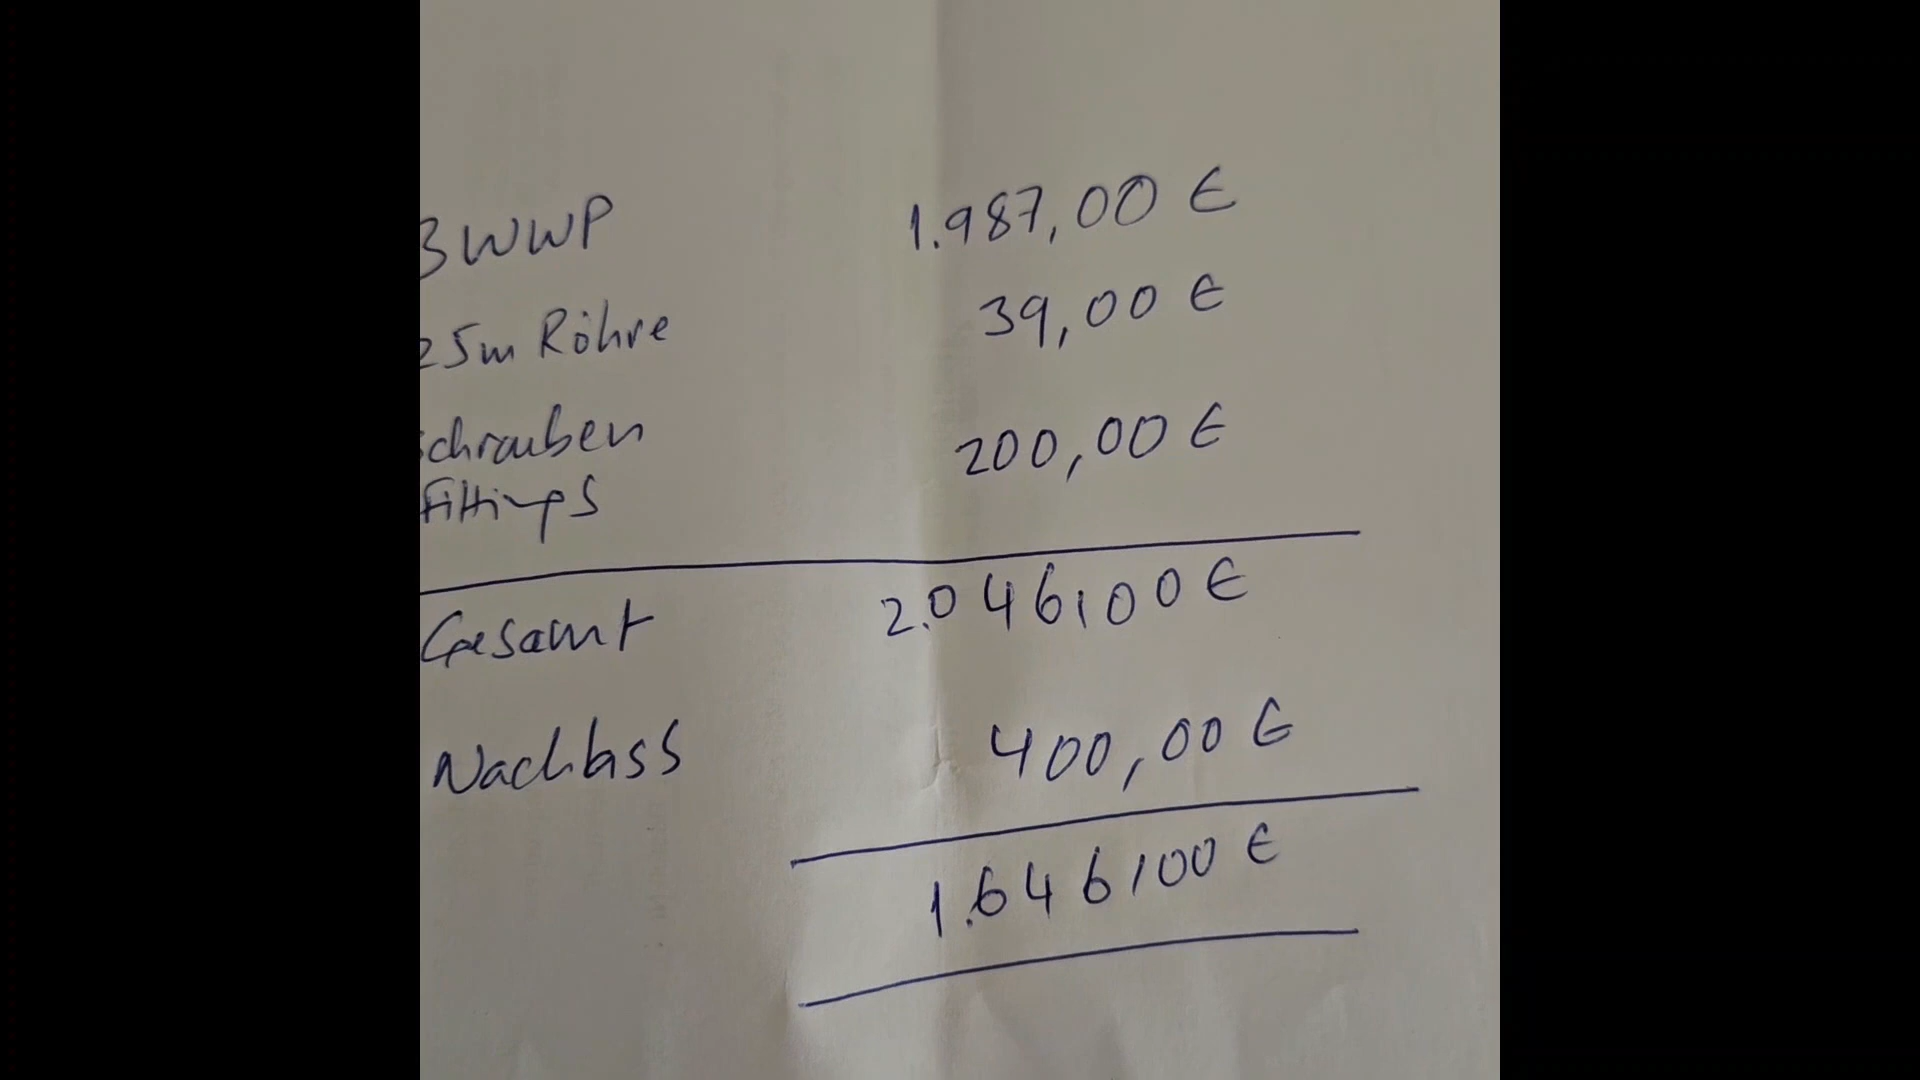 BWWP 1.987,00 €
25m Röhre 39,00 €
schrauben 200,00 €
Fittings
Gesamt 2.046,00 €
Nachlass 400,00 €
1.646,00 €